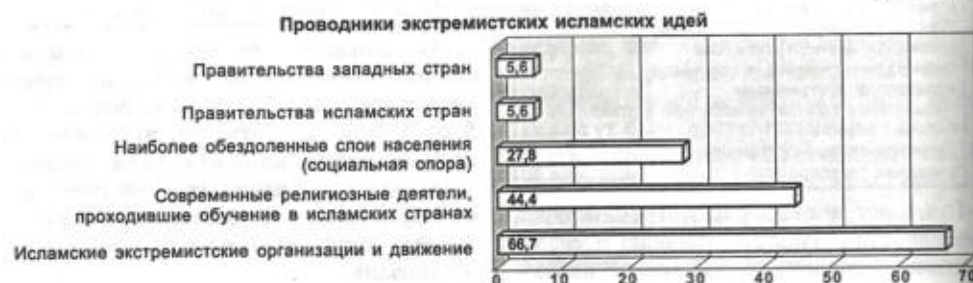 Проводники экстремистских исламских идей
Правительства западных стран
5,6
Правительства исламских стран
5,6
Наиболее обездоленные слои населения
(социальная опора)
27,8
Современные религиозные деятели,
проходившие обучение в исламских странах
44,4
Исламские экстремистские организации и движение
66,7
0 10 20 30 40 50 60 70